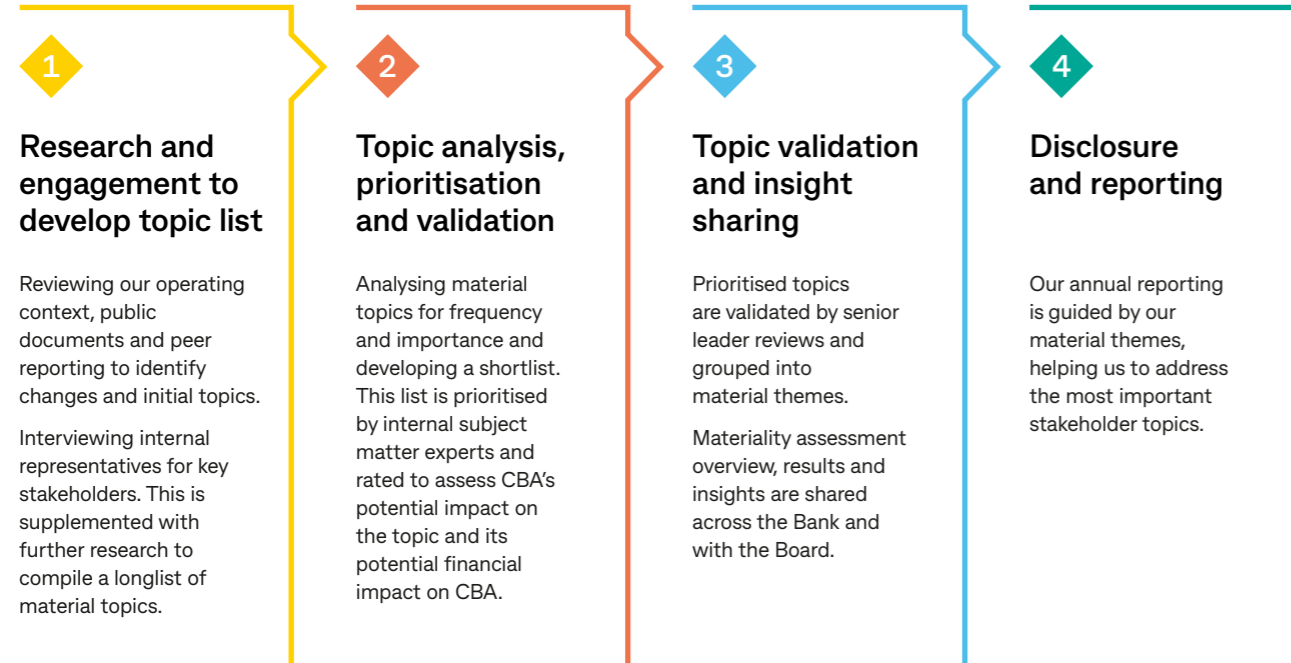 1
Research and
engagement to
develop topic list
Reviewing our operating
context, public
documents and peer
reporting to identify
changes and initial topics.
Interviewing internal
representatives for key
stakeholders. This is
supplemented with
further research to
compile a longlist of
material topics.
2
Topic analysis,
prioritisation
and validation
Analysing material
topics for frequency
and importance and
developing a shortlist.
This list is prioritised
by internal subject
matter experts and
rated to assess CBA’s
potential impact on
the topic and its
potential financial
impact on CBA.
3
Topic validation
and insight
sharing
Prioritised topics
are validated by senior
leader reviews and
grouped into
material themes.
Materiality assessment
overview, results and
insights are shared
across the Bank and
with the Board.
4
Disclosure
and reporting
Our annual reporting
is guided by our
material themes,
helping us to address
the most important
stakeholder topics.